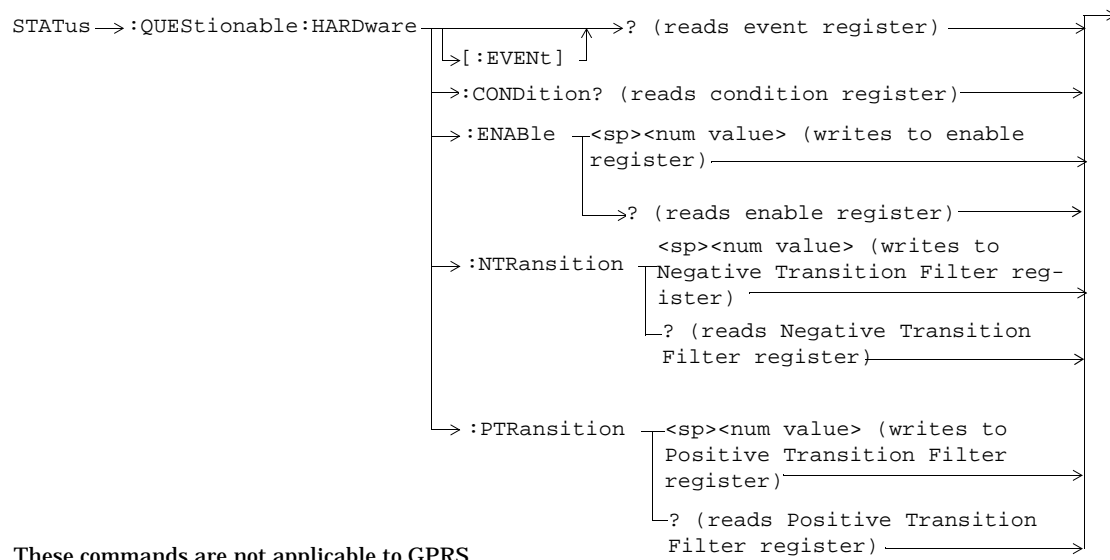 STATus :QUEStionable:HARDware ? (reads event register)
[:EVENt]
:CONDition? (reads condition register)
:ENABle <sp><num value> (writes to enable
register)
? (reads enable register)
<sp><num value> (writes to
:NTRansition Negative Transition Filter reg-
ister)
? (reads Negative Transition
Filter register)
:PTRansition <sp><num value> (writes to
Positive Transition Filter
register)
? (reads Positive Transition
Filter register)
These commands are not applicable to GPRS